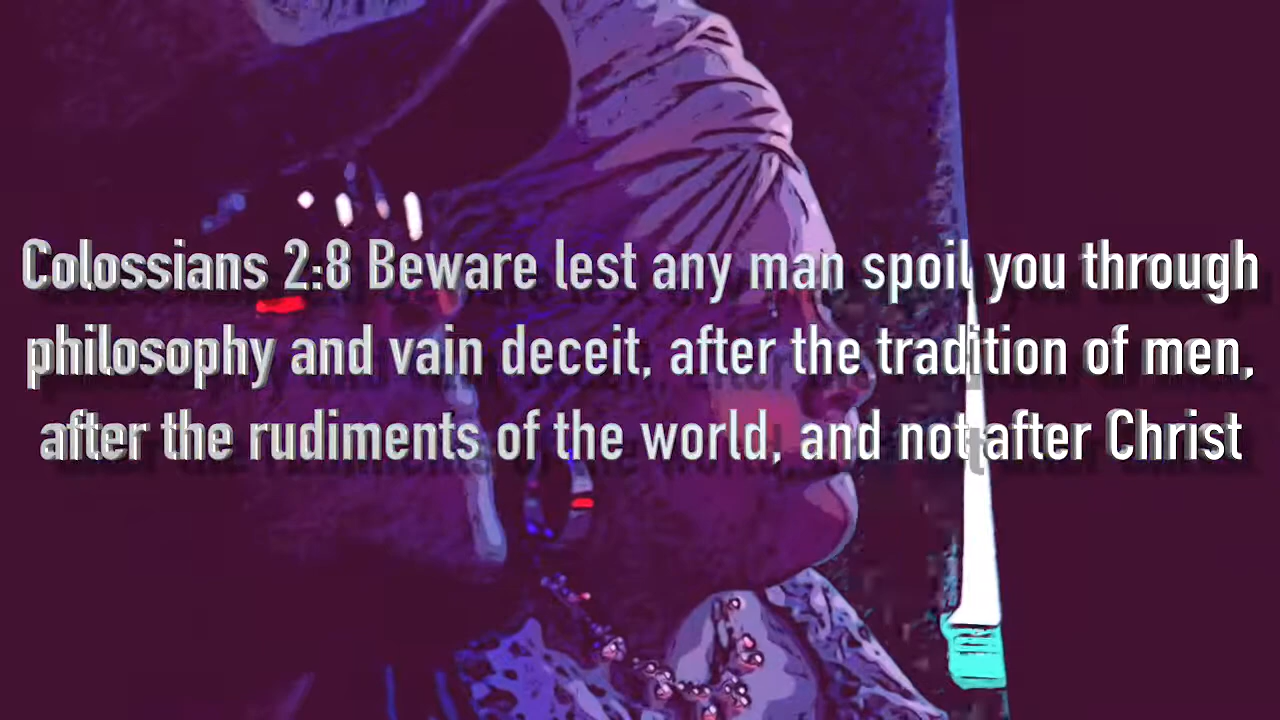 Colossians 2:8 Beware lest any man spoil you through
philosophy and vain deceit, after the tradition of men,
after the rudiments of the world, and not after Christ